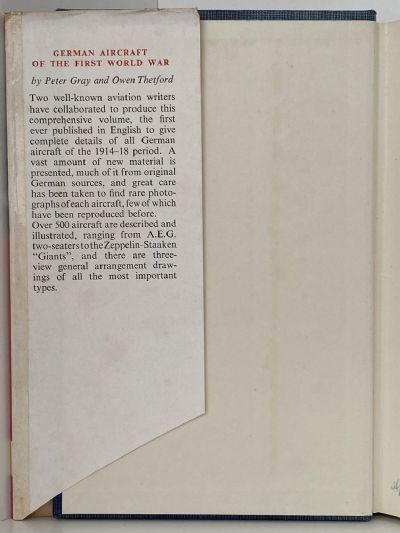 GERMAN AIRCRAFT
OF THE FIRST WORLD WAR
by Peter Gray and Owen Thetford
Two well-known aviation writers
have collaborated to produce this
comprehensive volume, the first
ever published in English to give
complete details of all German
aircraft of the 1914–18 period. A
vast amount of new material is
presented, much of it from original
German sources, and great care
has been taken to find rare photo-
graphs of each aircraft, few of which
have been reproduced before.
Over 500 aircraft are described and
illustrated, ranging from A.E.G.
two-seaters to the Zeppelin-Staaken
“Giants”, and there are three-
view general arrangement draw-
ings of all the most important
types.